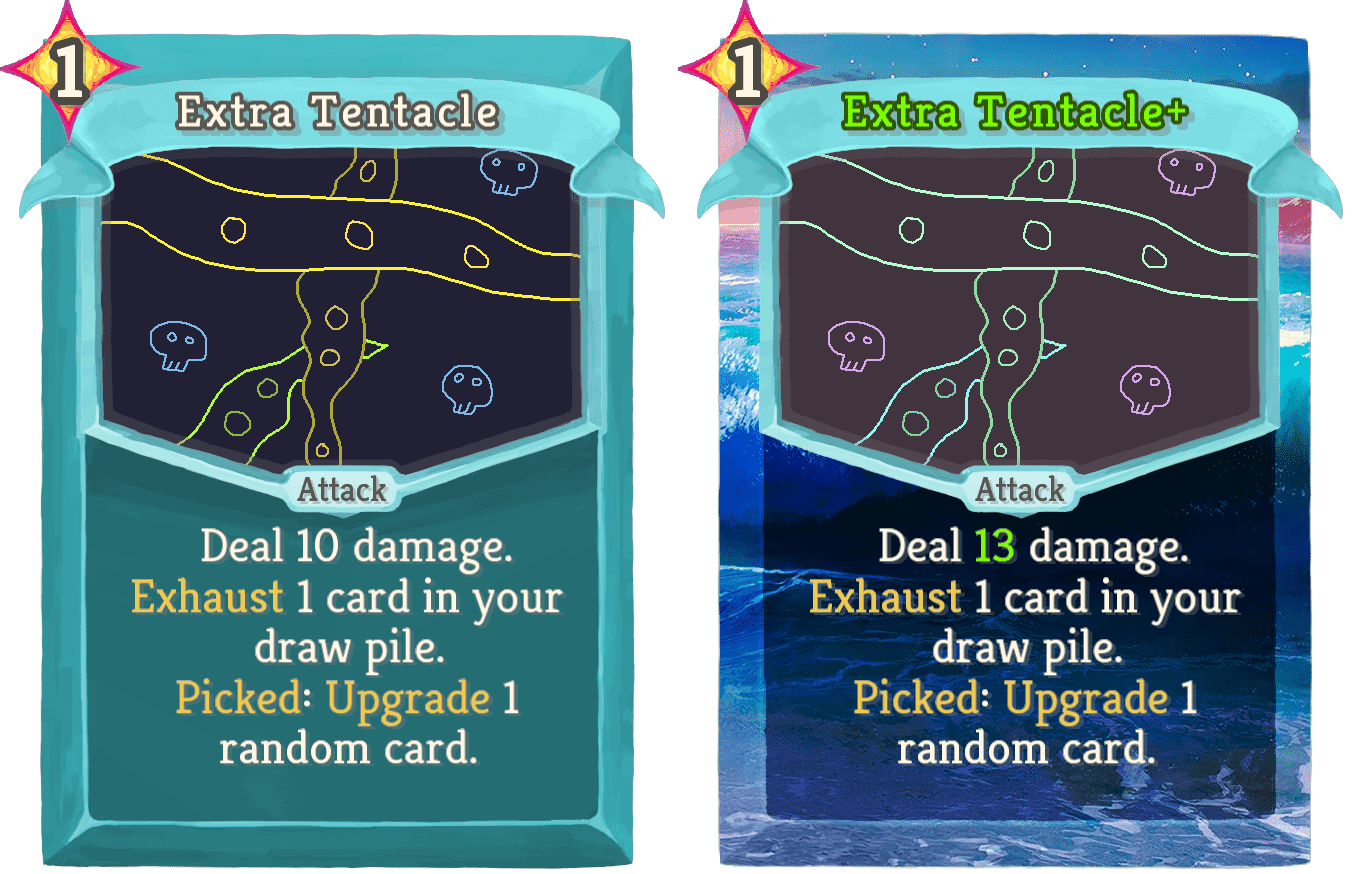 1
Extra Tentacle
Attack
Deal 10 damage.
Exhaust 1 card in your
draw pile.
Picked: Upgrade 1
random card.
1
Extra Tentacle+
Attack
Deal 13 damage.
Exhaust 1 card in your
draw pile.
Picked: Upgrade 1
random card.